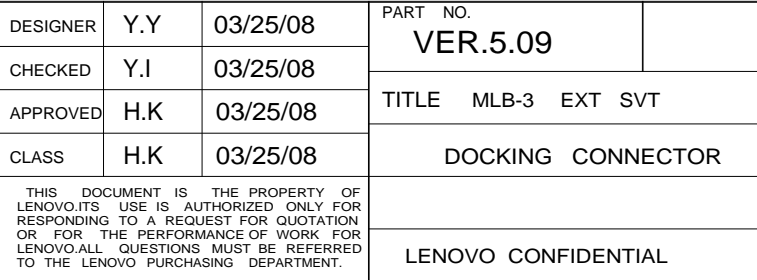 DESIGNER Y.Y 03/25/08
CHECKED Y.I 03/25/08
APPROVED H.K 03/25/08
CLASS H.K 03/25/08
THIS DOCUMENT IS THE PROPERTY OF
LENOVO.ITS USE IS AUTHORIZED ONLY FOR
RESPONDING TO A REQUEST FOR QUOTATION
OR FOR THE PERFORMANCE OF WORK FOR
LENOVO.ALL QUESTIONS MUST BE REFERRED
TO THE LENOVO PURCHASING DEPARTMENT.
PART NO.
VER.5.09
TITLE MLB-3 EXT SVT
DOCKING CONNECTOR
LENOVO CONFIDENTIAL